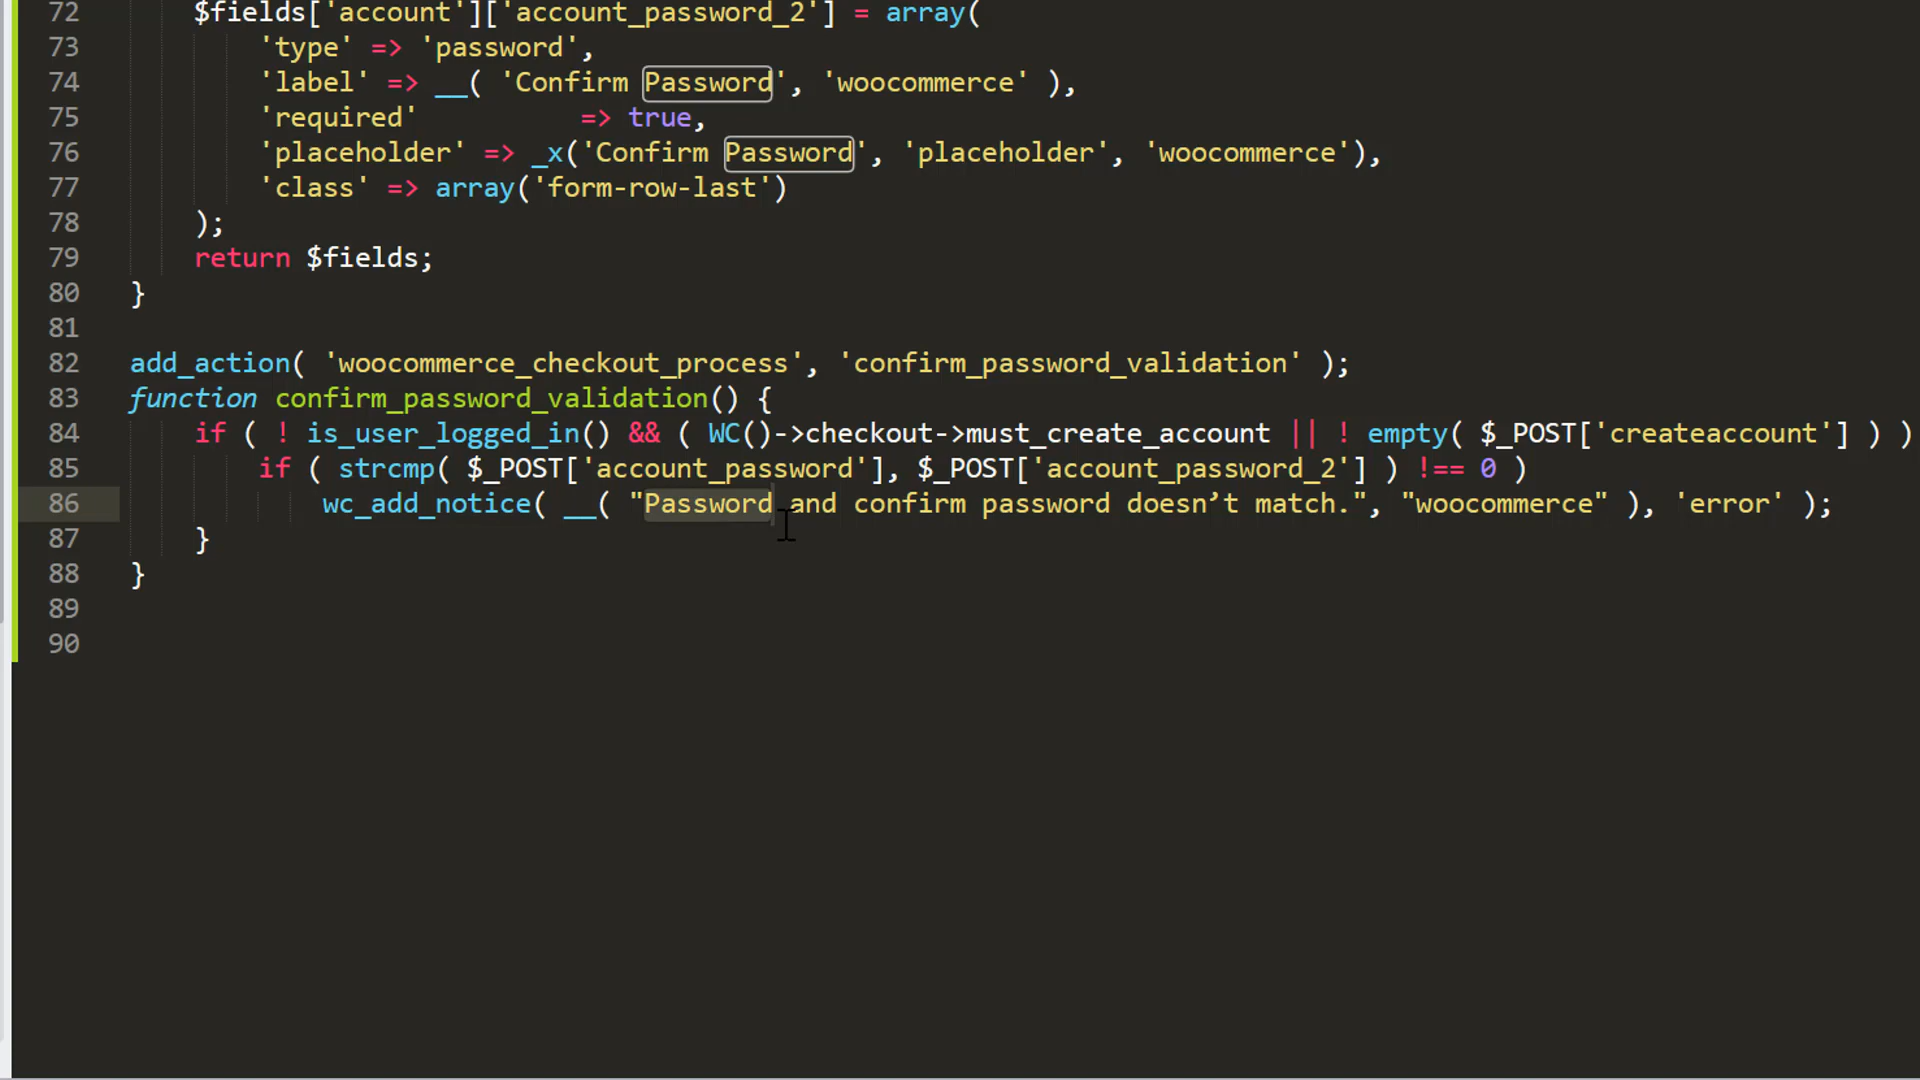 72 $fields['account']['account_password_2'] = array(
73 'type' => 'password',
74 'label' => __( 'Confirm Password', 'woocommerce' ),
75 'required' => true,
76 'placeholder' => _x('Confirm Password', 'placeholder', 'woocommerce'),
77 'class' => array('form-row-last')
78 );
79 return $fields;
80 }
81
82 add_action( 'woocommerce_checkout_process', 'confirm_password_validation' );
83 function confirm_password_validation() {
84 if ( ! is_user_logged_in() && ( WC()->checkout->must_create_account || ! empty( $_POST['createaccount'] ) )
85 if ( strcmp( $_POST['account_password'], $_POST['account_password_2'] ) !== 0 )
86 wc_add_notice( __( "Password and confirm password doesn’t match.", "woocommerce" ), 'error' );
87 }
88 }
89
90